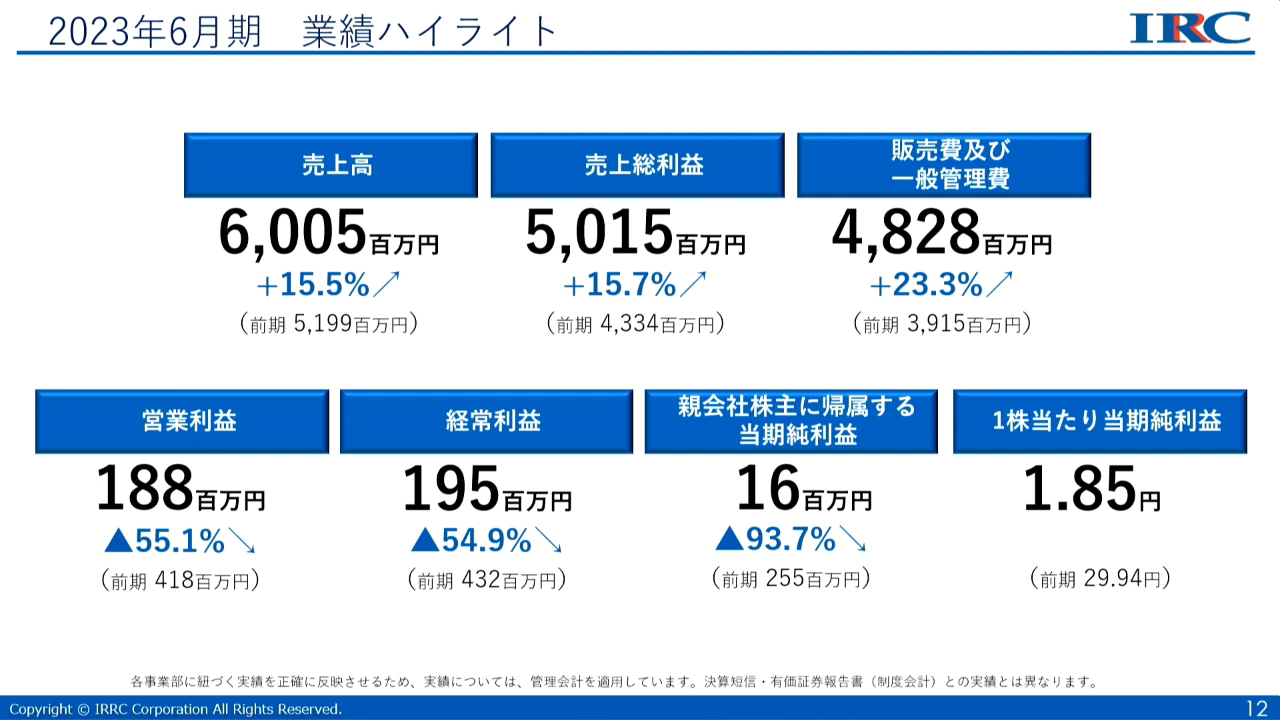 2023年6月期　業績ハイライト
IRRC
売上高
6,005百万円
+15.5%↗
（前期 5,199百万円）
売上総利益
5,015百万円
+15.7%↗
（前期 4,334百万円）
販売費及び
一般管理費
4,828百万円
+23.3%↗
（前期 3,915百万円）
営業利益
188百万円
▲55.1%↘
（前期 418百万円）
経常利益
195百万円
▲54.9%↘
（前期 432百万円）
親会社株主に帰属する
当期純利益
16百万円
▲93.7%↘
（前期 255百万円）
1株当たり当期純利益
1.85円
（前期 29.94円）
各事業部に紐づく実績を正確に反映させるため、実績については、管理会計を適用しています。決算短信・有価証券報告書（制度会計）との実績とは異なります。
Copyright © IRRC Corporation All Rights Reserved.
12